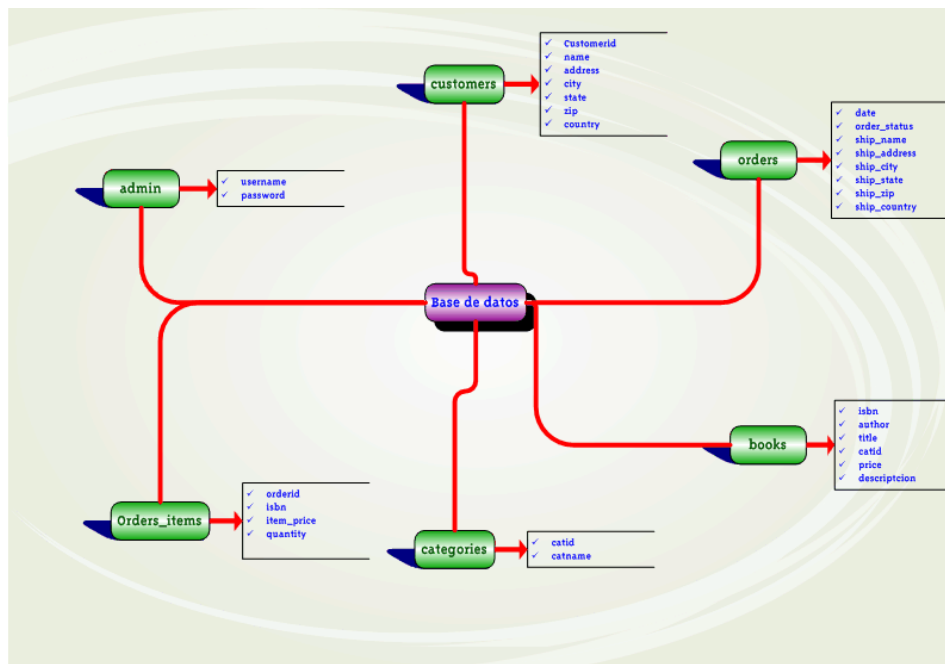 customers
Customerid
name
address
city
state
zip
country
orders
date
order_status
ship_name
ship_address
ship_city
ship_state
ship_zip
ship_country
admin
username
password
Base de datos
books
isbn
author
title
catid
price
descriptcion
Orders_items
orderid
isbn
item_price
quantity
categories
catid
catname